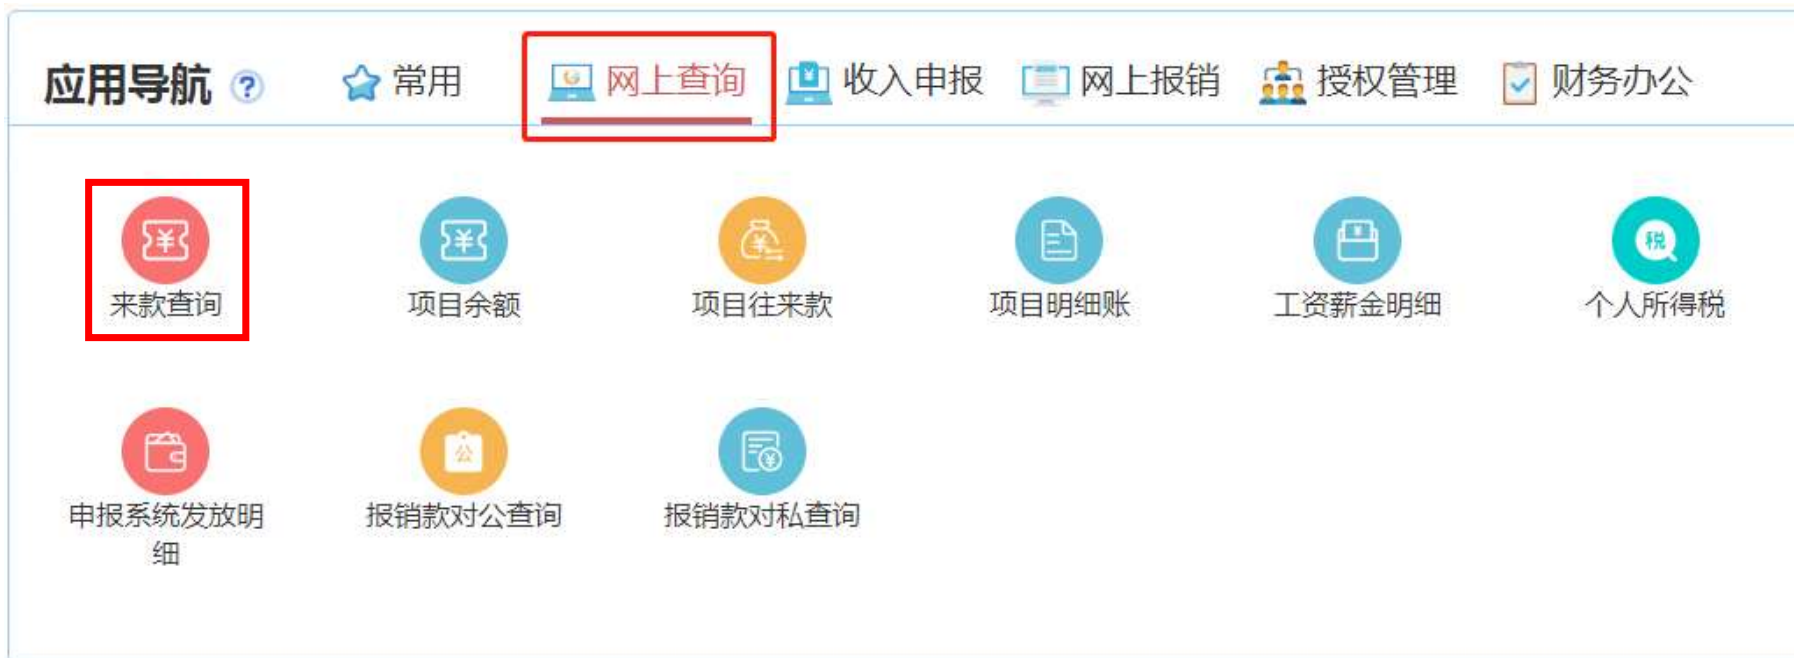 应用导航 ? 常用 网上查询 收入申报 网上报销 授权管理 财务办公
来款查询 项目余额 项目往来款 项目明细账 工资薪金明细 税 个人所得税
公
申报系统发放明 报销款对公查询 报销款对私查询
细